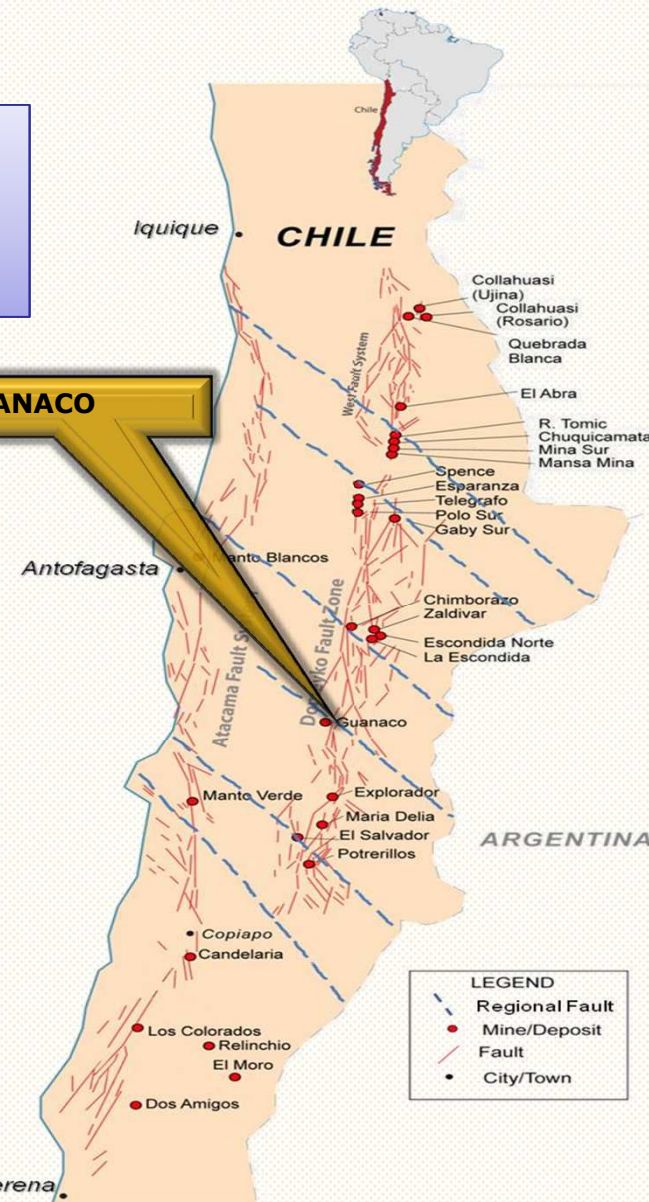 Chile
Iquique
CHILE
Collahuasi
(Ujina)
Collahuasi
(Rosario)
Quebrada
Blanca
West Fault System
ANACO
El Abra
R. Tomic
Chuquicamata
Mina Sur
Mansa Mina
Spence
Esparanza
Telegrafo
Polo Sur
Gaby Sur
Manto Blancos
Antofagasta
Chimborazo
Zaldivar
Escondida Norte
La Escondida
Atacama Fault
Fault Zone
Guanaco
Manto Verde
Explorador
Maria Delia
El Salvador
Potrerillos
ARGENTINA
Copiapo
Candelaria
LEGEND
Regional Fault
Mine/Deposit
Fault
City/Town
Los Colorados
Relinchio
El Moro
Dos Amigos
erena